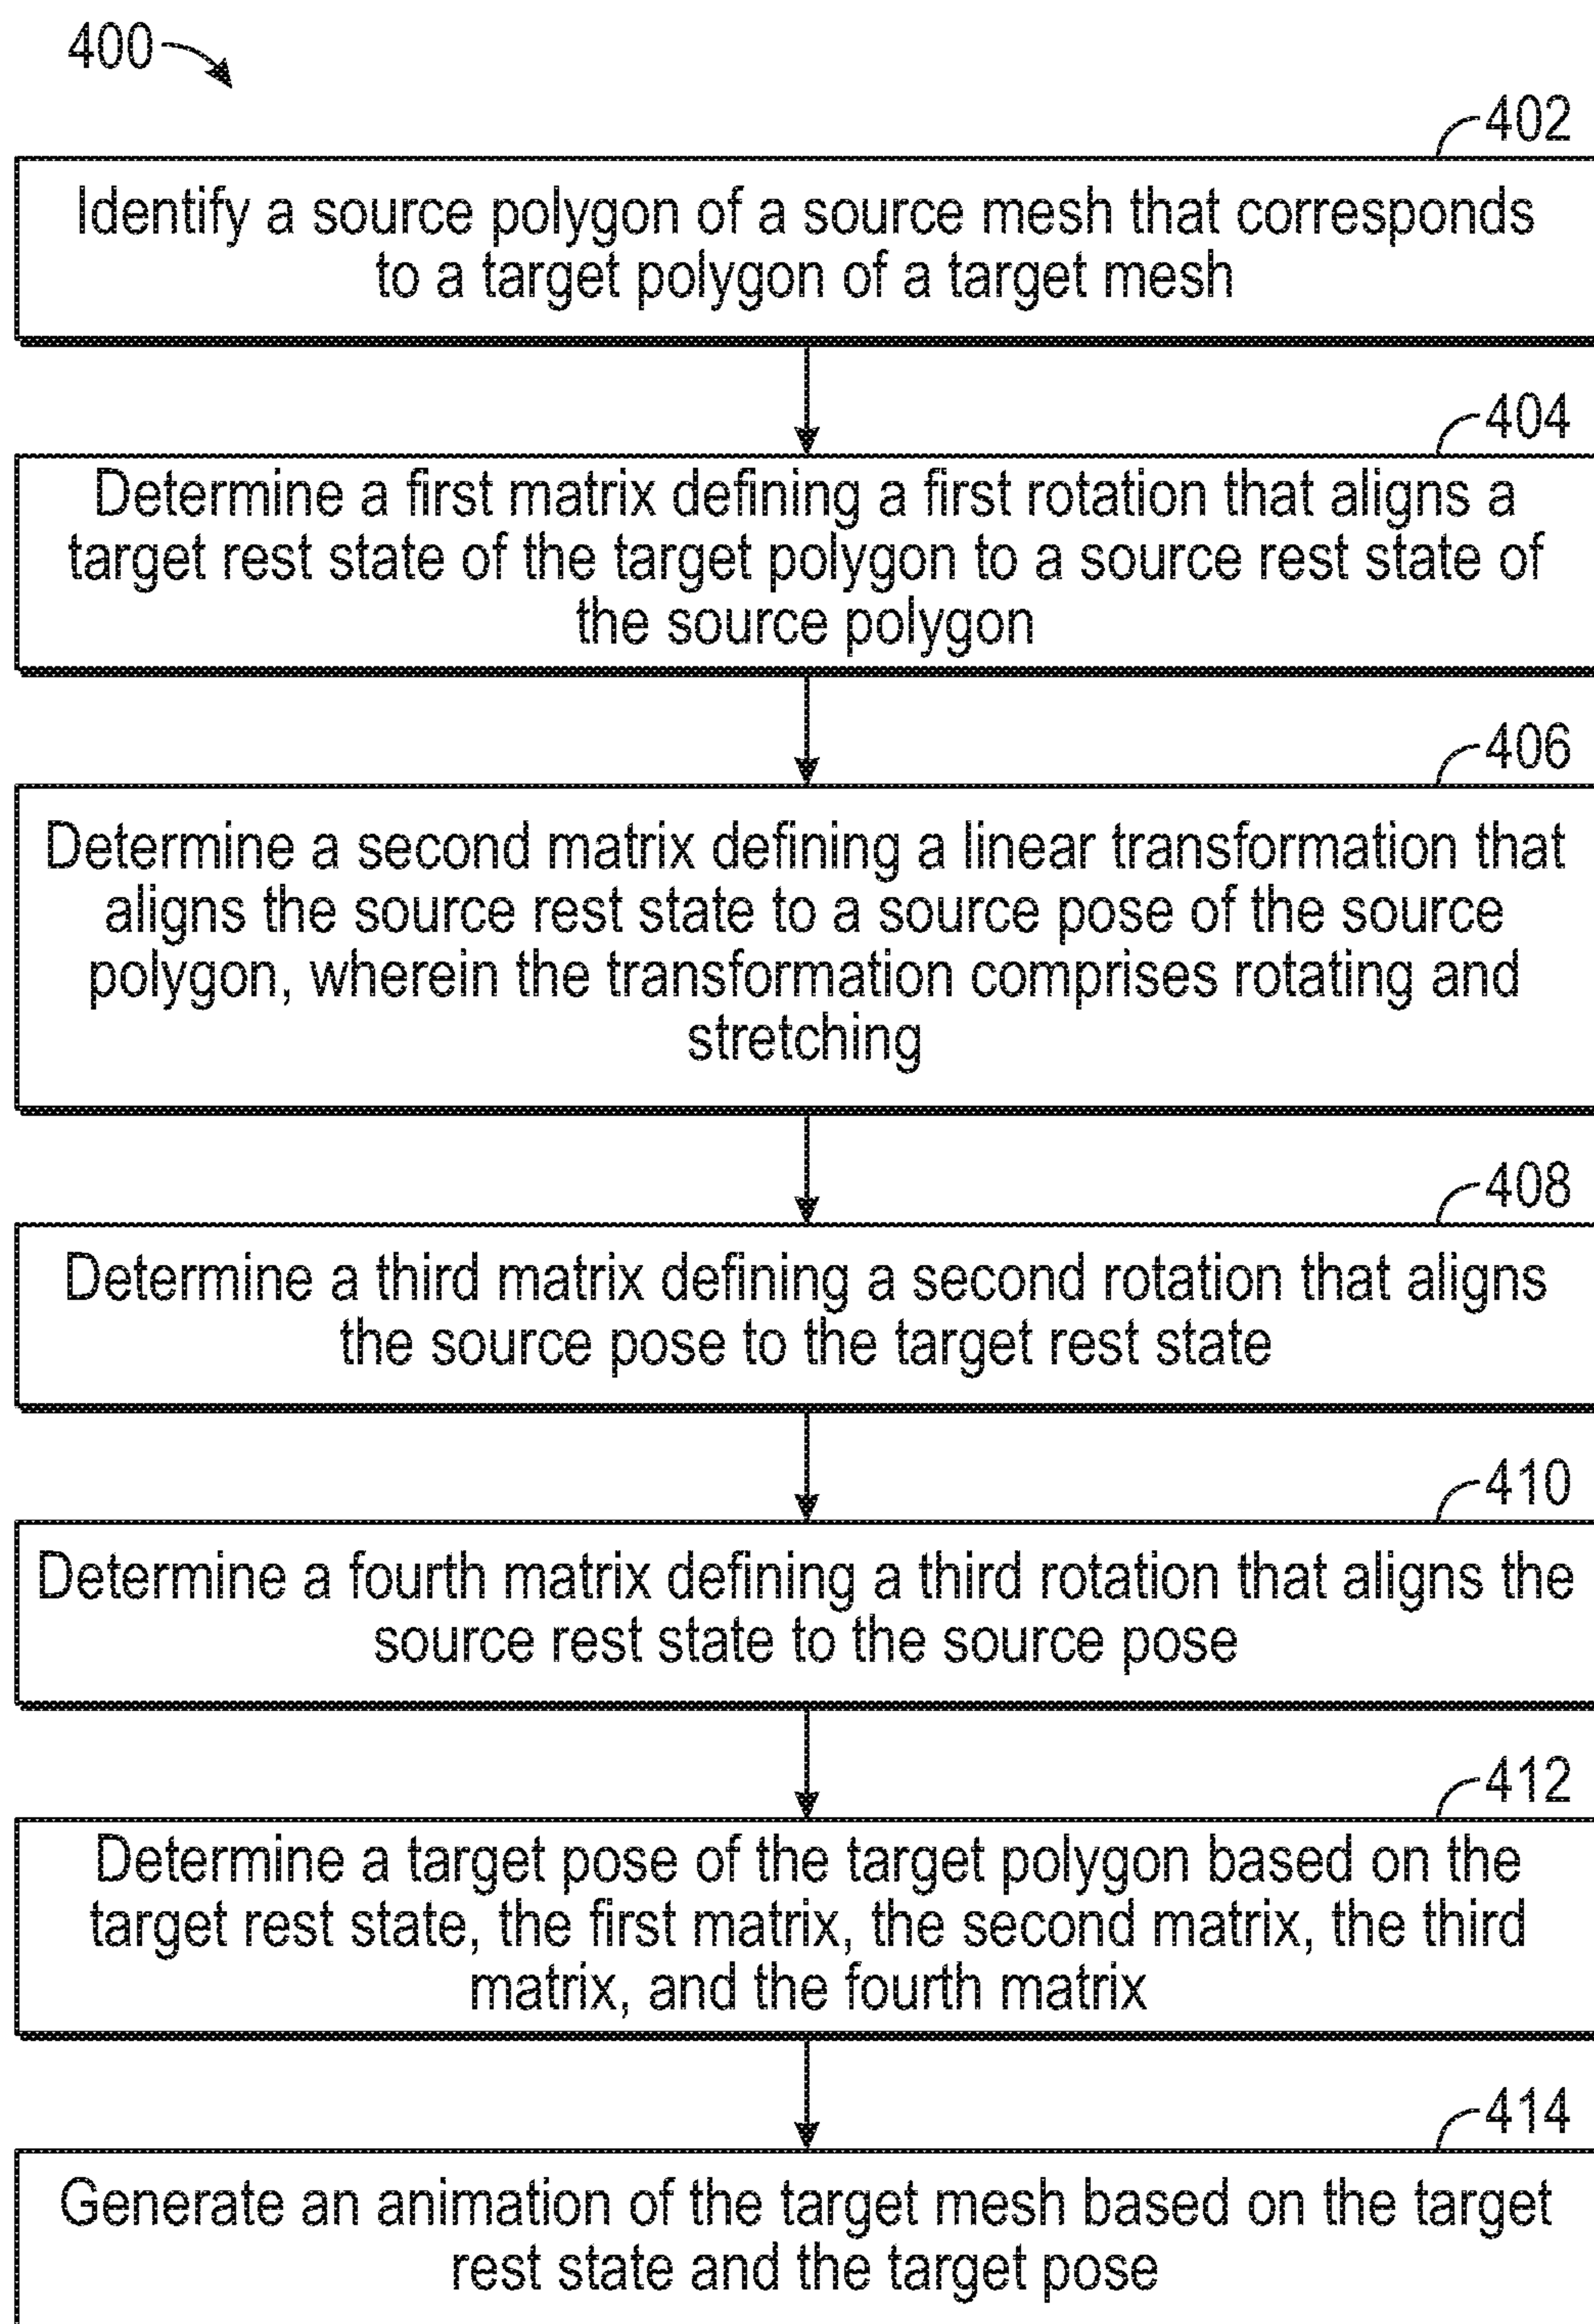 400
402
Identify a source polygon of a source mesh that corresponds
to a target polygon of a target mesh
404
Determine a first matrix defining a first rotation that aligns a
target rest state of the target polygon to a source rest state of
the source polygon
406
Determine a second matrix defining a linear transformation that
aligns the source rest state to a source pose of the source
polygon, wherein the transformation comprises rotating and
stretching
408
Determine a third matrix defining a second rotation that aligns
the source pose to the target rest state
410
Determine a fourth matrix defining a third rotation that aligns the
source rest state to the source pose
412
Determine a target pose of the target polygon based on the
target rest state, the first matrix, the second matrix, the third
matrix, and the fourth matrix
414
Generate an animation of the target mesh based on the target
rest state and the target pose